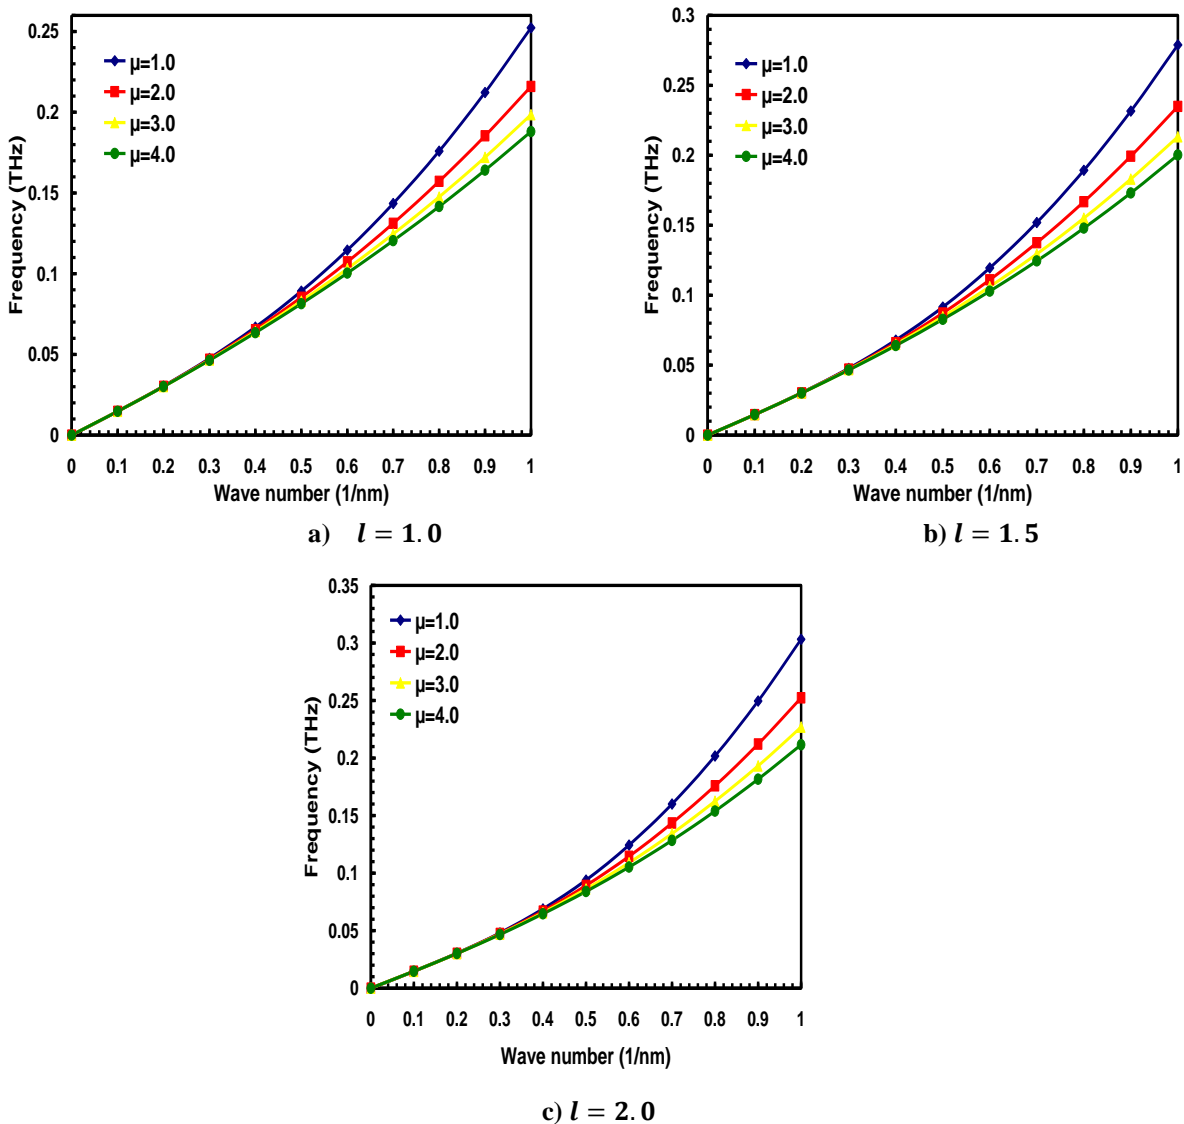 0.25
0.2
0.15
0.1
0.05
0
Frequency (THz)
μ=1.0
μ=2.0
μ=3.0
μ=4.0
0 0.1 0.2 0.3 0.4 0.5 0.6 0.7 0.8 0.9 1
Wave number (1/nm)
a) l = 1.0
0.3
0.25
0.2
0.15
0.1
0.05
0
Frequency (THz)
μ=1.0
μ=2.0
μ=3.0
μ=4.0
0 0.1 0.2 0.3 0.4 0.5 0.6 0.7 0.8 0.9 1
Wave number (1/nm)
b) l = 1.5
0.35
0.3
0.25
0.2
0.15
0.1
0.05
0
Frequency (THz)
μ=1.0
μ=2.0
μ=3.0
μ=4.0
0 0.1 0.2 0.3 0.4 0.5 0.6 0.7 0.8 0.9 1
Wave number (1/nm)
c) l = 2.0